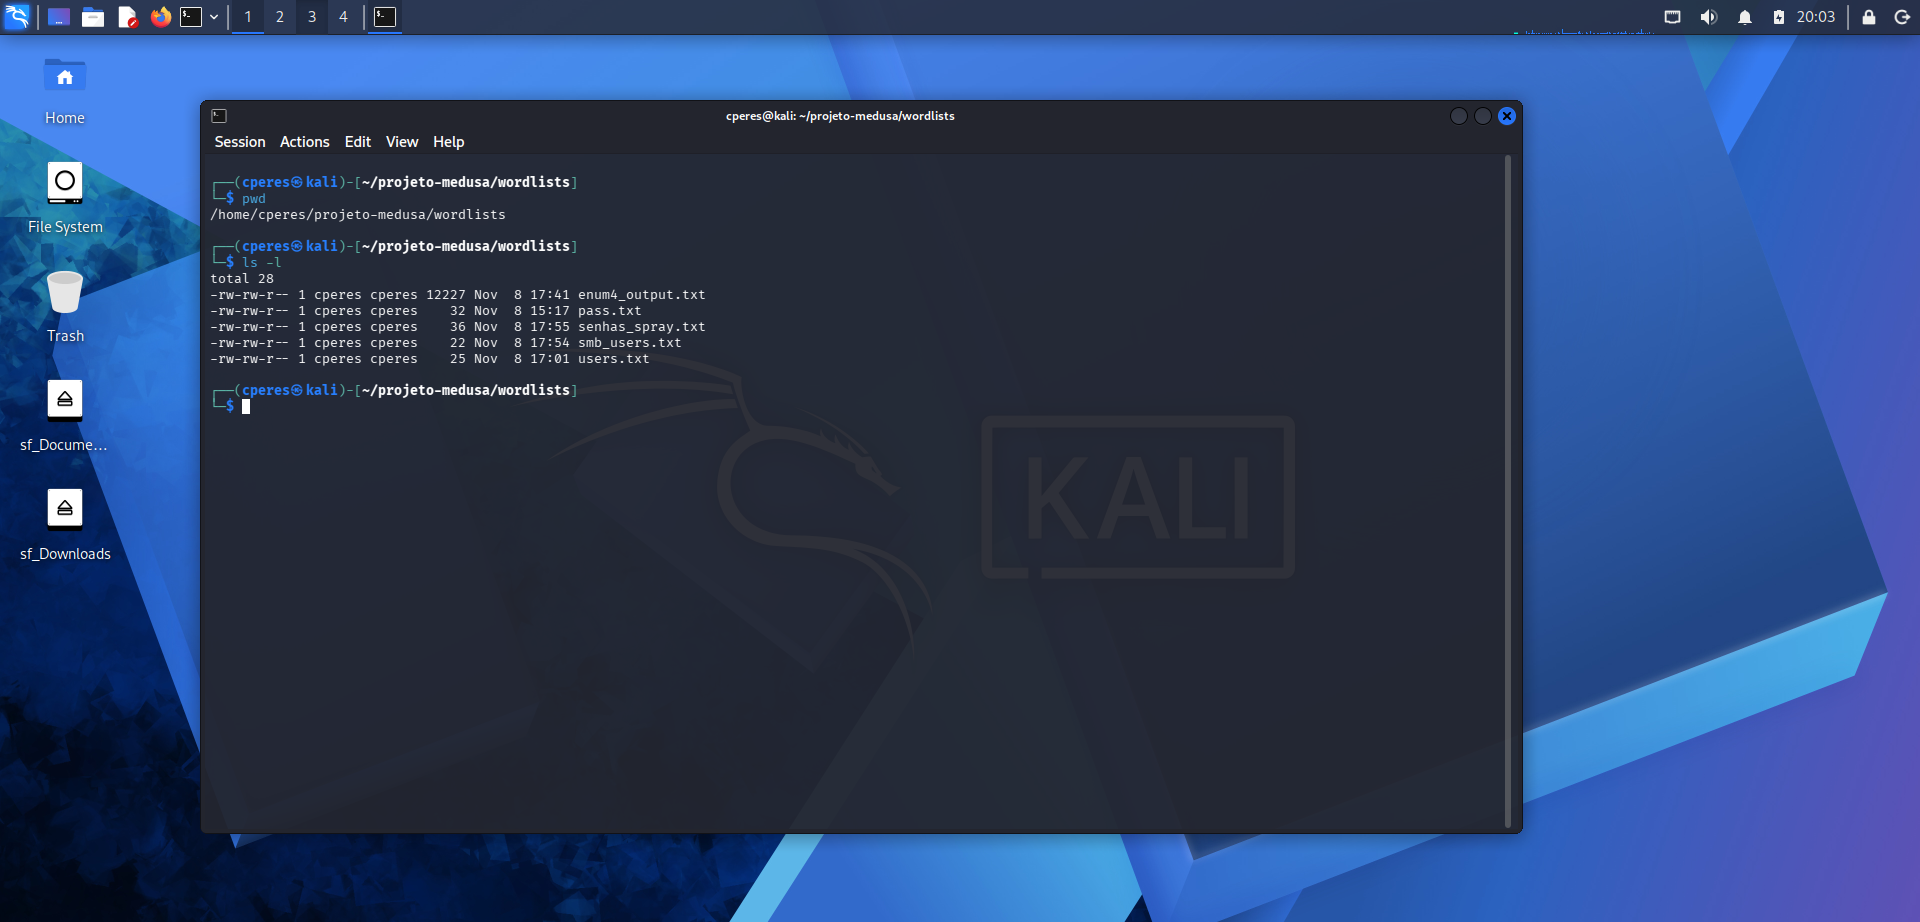 1 2 3 4 20:03
Home
File System
Trash
sf_Docume...
sf_Downloads
cperes@kali: ~/projeto-medusa/wordlists
Session Actions Edit View Help
┌──(cperes㉿kali)-[~/projeto-medusa/wordlists]
└─$ pwd
/home/cperes/projeto-medusa/wordlists
┌──(cperes㉿kali)-[~/projeto-medusa/wordlists]
└─$ ls -l
total 28
-rw-rw-r-- 1 cperes cperes 12227 Nov  8 17:41 enum4_output.txt
-rw-rw-r-- 1 cperes cperes    32 Nov  8 15:17 pass.txt
-rw-rw-r-- 1 cperes cperes    36 Nov  8 17:55 senhas_spray.txt
-rw-rw-r-- 1 cperes cperes    22 Nov  8 17:54 smb_users.txt
-rw-rw-r-- 1 cperes cperes    25 Nov  8 17:01 users.txt
┌──(cperes㉿kali)-[~/projeto-medusa/wordlists]
└─$
KALI